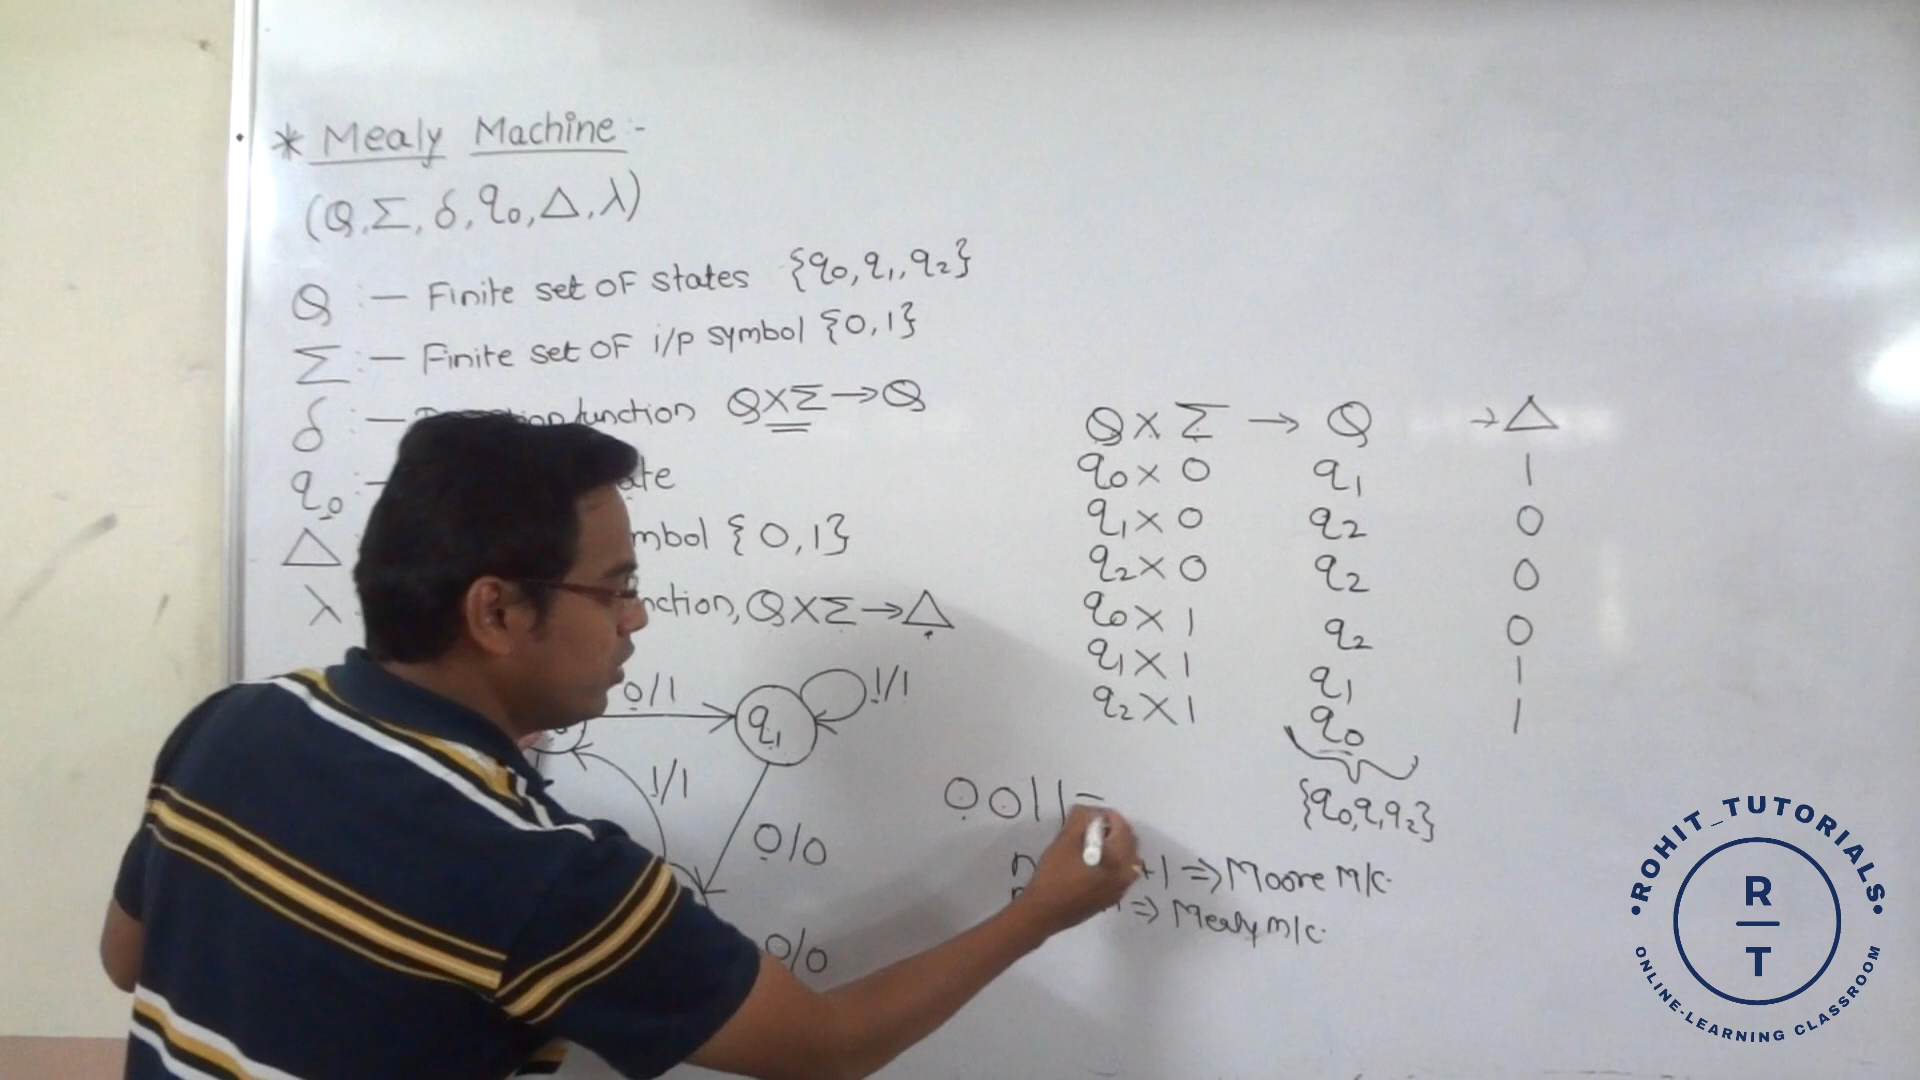 * Mealy Machine :-
(Q, Σ, δ, q0, Δ, λ)
Q :— Finite set OF states {q0, q1, q2}
Σ :— Finite set OF i/p symbol {0, 1}
δ :— function Q×Σ → Q
q0 :-
Δ {0, 1}
λ Q×Σ → Δ
0/1
q1
1/1
1/1
0/0
0/0
Q × Σ → Q → Δ
q0 × 0 q1 1
q1 × 0 q2 0
q2 × 0 q2 0
q0 × 1 q2 0
q1 × 1 q1 1
q2 × 1 q0 1
{q0, q1, q2}
0011
n +1 ⇒ Moore M/c.
⇒ Mealy m/c.
•ROHIT_TUTORIALS•
R
T
ONLINE-LEARNING CLASSROOM